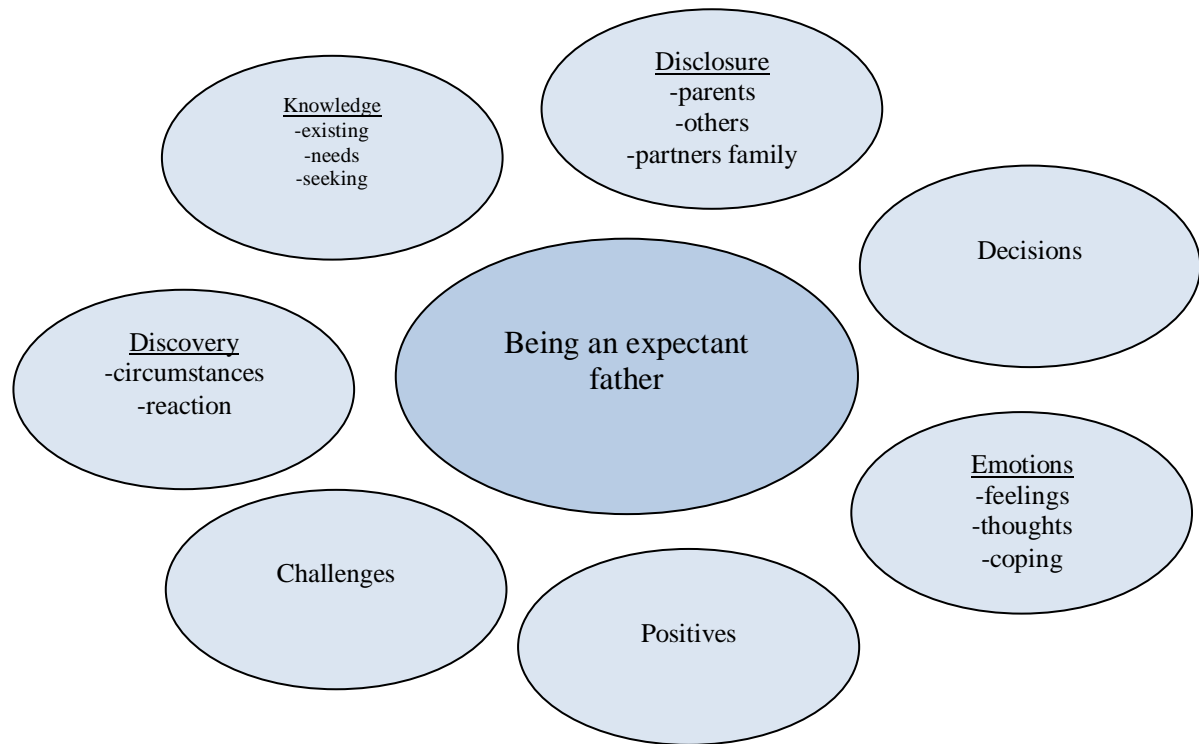 Disclosure
-parents
-others
-partners family
Knowledge
-existing
-needs
-seeking
Decisions
Being an expectant
father
Discovery
-circumstances
-reaction
Emotions
-feelings
-thoughts
-coping
Challenges
Positives